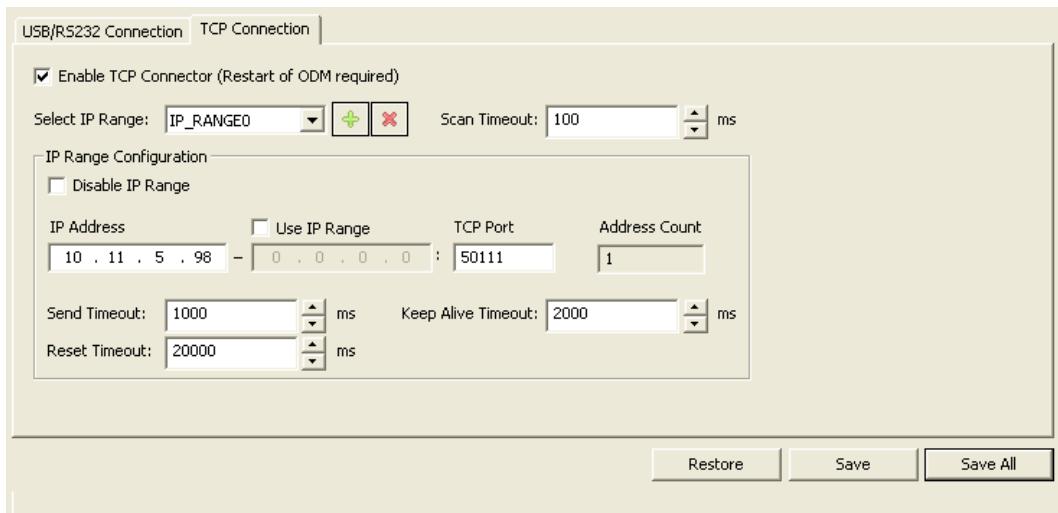 USB/RS232 Connection TCP Connection
Enable TCP Connector (Restart of ODM required)
Select IP Range: IP_RANGE0 Scan Timeout: 100 ms
IP Range Configuration
Disable IP Range
IP Address Use IP Range TCP Port Address Count
10 . 11 . 5 . 98 – 0 . 0 . 0 . 0 : 50111 1
Send Timeout: 1000 ms Keep Alive Timeout: 2000 ms
Reset Timeout: 20000 ms
Restore Save Save All